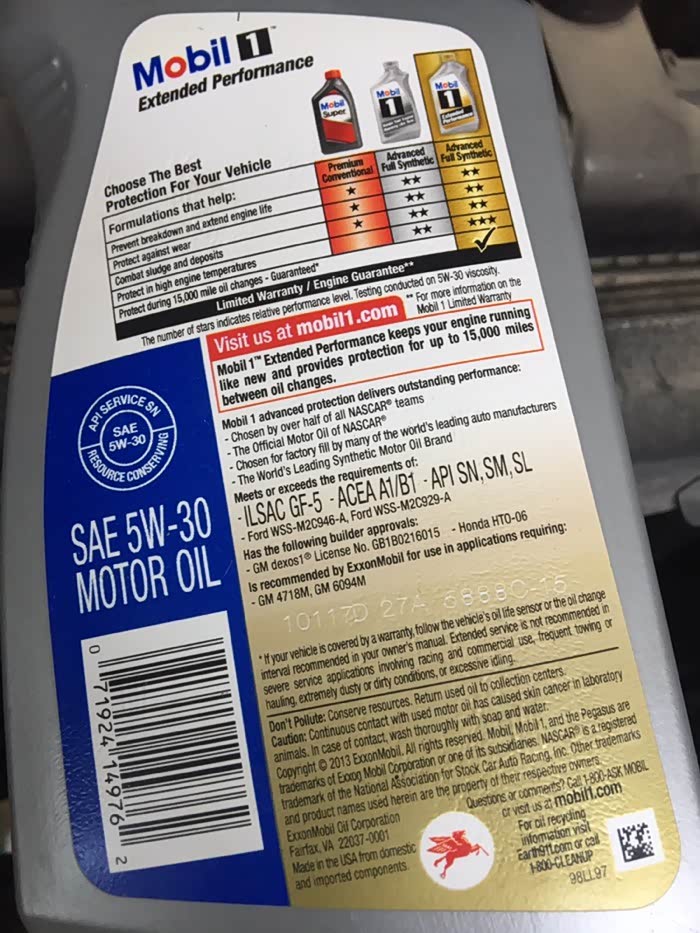 Mobil 1™
Extended Performance
Mobil Super
Mobil 1
Mobil 1 Extended Performance
Choose The Best
Protection For Your Vehicle
Premium Conventional
Advanced Full Synthetic
Advanced Full Synthetic
Formulations that help:
Prevent breakdown and extend engine life ★ ★★ ★★
Protect against wear ★ ★★ ★★
Combat sludge and deposits ★ ★★ ★★
Protect in high engine temperatures ★★ ★★★
Protect during 15,000 mile oil changes - Guaranteed* ✓
Limited Warranty / Engine Guarantee**
The number of stars indicates relative performance level. Testing conducted on 5W-30 viscosity.
Visit us at mobil1.com
** For more information on the
Mobil 1 Limited Warranty
Mobil 1™ Extended Performance keeps your engine running
like new and provides protection for up to 15,000 miles
between oil changes.
Mobil 1 advanced protection delivers outstanding performance:
- Chosen by over half of all NASCAR® teams
- The Official Motor Oil of NASCAR®
- Chosen for factory fill by many of the world's leading auto manufacturers
- The World's Leading Synthetic Motor Oil Brand
Meets or exceeds the requirements of:
- ILSAC GF-5 - ACEA A1/B1 - API SN, SM, SL
- Ford WSS-M2C946-A, Ford WSS-M2C929-A
Has the following builder approvals:
- GM dexos1® License No. GB1B0216015 - Honda HTO-06
Is recommended by ExxonMobil for use in applications requiring:
- GM 4718M, GM 6094M
API SERVICE SN
SAE
5W-30
RESOURCE CONSERVING
SAE 5W-30
MOTOR OIL
* If your vehicle is covered by a warranty, follow the vehicle's oil life sensor or the oil change
interval recommended in your owner's manual. Extended service is not recommended in
severe service applications involving racing and commercial use, frequent towing or
hauling, extremely dusty or dirty conditions, or excessive idling.
Don't Pollute: Conserve resources. Return used oil to collection centers.
Caution: Continuous contact with used motor oil has caused skin cancer in laboratory
animals. In case of contact, wash thoroughly with soap and water.
Copyright © 2013 ExxonMobil. All rights reserved. Mobil, Mobil 1, and the Pegasus are
trademarks of Exxon Mobil Corporation or one of its subsidiaries. NASCAR® is a registered
trademark of the National Association for Stock Car Auto Racing, Inc. Other trademarks
and product names used herein are the property of their respective owners.
ExxonMobil Oil Corporation
Fairfax, VA 22037-0001
Made in the USA from domestic
and imported components.
Questions or comments? Call 1-800-ASK MOBIL
or visit us at mobil1.com
For oil recycling
information visit
Earth911.com or call
1-800-CLEANUP
98LL97
0 71924 14976 2